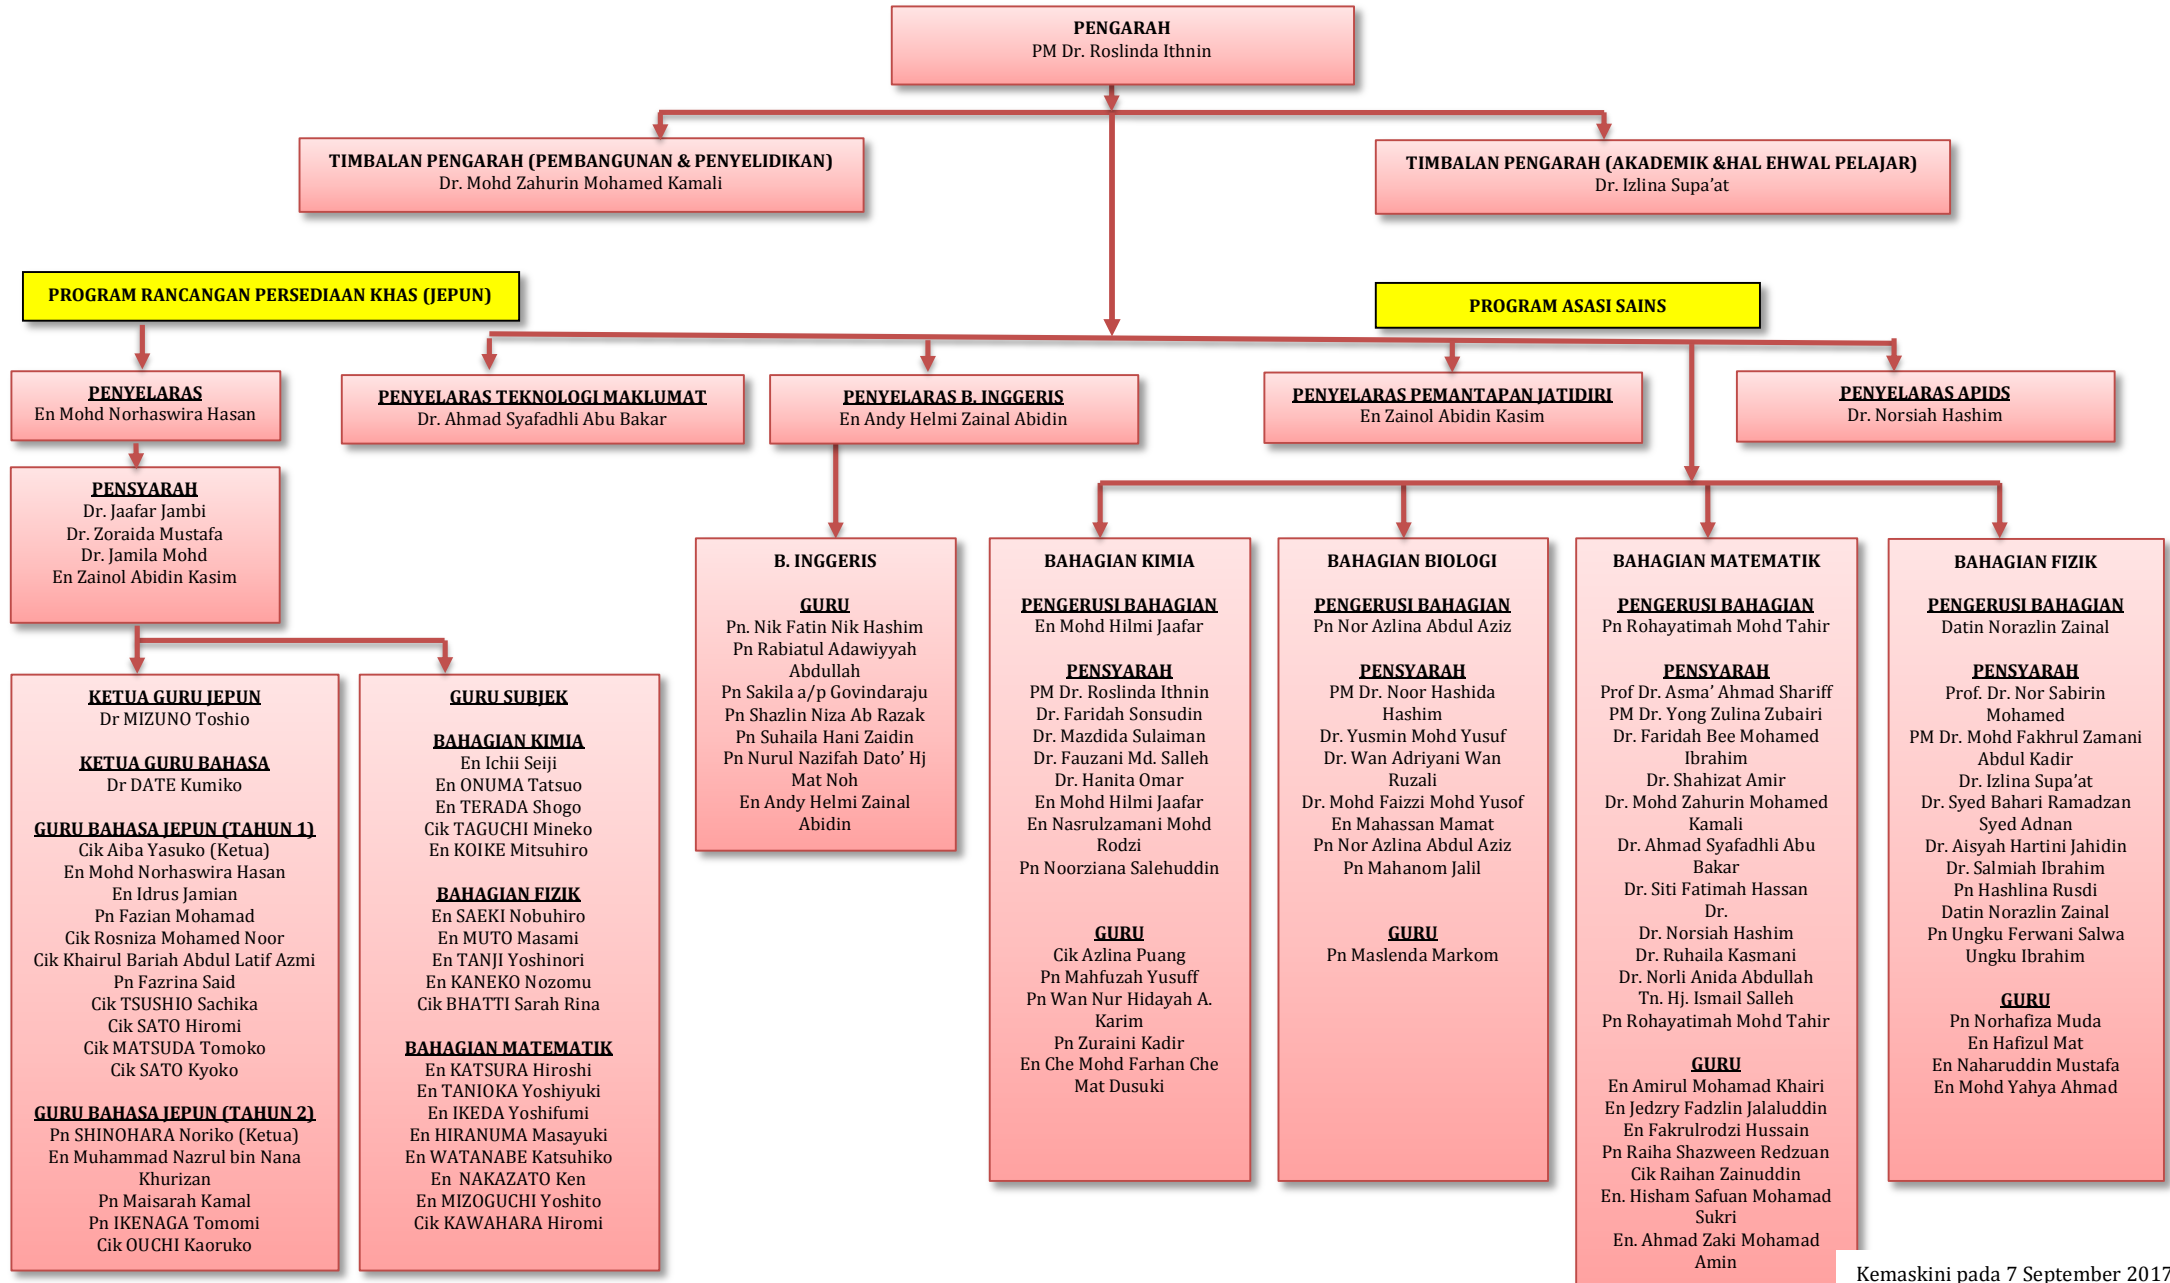 PENGARAH
PM Dr. Roslinda Ithnin
TIMBALAN PENGARAH (PEMBANGUNAN & PENYELIDIKAN)
Dr. Mohd Zahurin Mohamed Kamali
TIMBALAN PENGARAH (AKADEMIK &HAL EHWAL PELAJAR)
Dr. Izlina Supa’at
PROGRAM RANCANGAN PERSEDIAAN KHAS (JEPUN)
PROGRAM ASASI SAINS
PENYELARAS
En Mohd Norhaswira Hasan
PENYELARAS TEKNOLOGI MAKLUMAT
Dr. Ahmad Syafadhli Abu Bakar
PENYELARAS B. INGGERIS
En Andy Helmi Zainal Abidin
PENYELARAS PEMANTAPAN JATIDIRI
En Zainol Abidin Kasim
PENYELARAS APIDS
Dr. Norsiah Hashim
PENSYARAH
Dr. Jaafar Jambi
Dr. Zoraida Mustafa
Dr. Jamila Mohd
En Zainol Abidin Kasim
KETUA GURU JEPUN
Dr MIZUNO Toshio
KETUA GURU BAHASA
Dr DATE Kumiko
GURU BAHASA JEPUN (TAHUN 1)
Cik Aiba Yasuko (Ketua)
En Mohd Norhaswira Hasan
En Idrus Jamian
Pn Fazian Mohamad
Cik Rosniza Mohamed Noor
Cik Khairul Bariah Abdul Latif Azmi
Pn Fazrina Said
Cik TSUSHIO Sachika
Cik SATO Hiromi
Cik MATSUDA Tomoko
Cik SATO Kyoko
GURU BAHASA JEPUN (TAHUN 2)
Pn SHINOHARA Noriko (Ketua)
En Muhammad Nazrul bin Nana
Khurizan
Pn Maisarah Kamal
Pn IKENAGA Tomomi
Cik OUCHI Kaoruko
GURU SUBJEK
BAHAGIAN KIMIA
En Ichii Seiji
En ONUMA Tatsuo
En TERADA Shogo
Cik TAGUCHI Mineko
En KOIKE Mitsuhiro
BAHAGIAN FIZIK
En SAEKI Nobuhiro
En MUTO Masami
En TANJI Yoshinori
En KANEKO Nozomu
Cik BHATTI Sarah Rina
BAHAGIAN MATEMATIK
En KATSURA Hiroshi
En TANIOKA Yoshiyuki
En IKEDA Yoshifumi
En HIRANUMA Masayuki
En WATANABE Katsuhiko
En NAKAZATO Ken
En MIZOGUCHI Yoshito
Cik KAWAHARA Hiromi
B. INGGERIS
GURU
Pn. Nik Fatin Nik Hashim
Pn Rabiatul Adawiyyah
Abdullah
Pn Sakila a/p Govindaraju
Pn Shazlin Niza Ab Razak
Pn Suhaila Hani Zaidin
Pn Nurul Nazifah Dato’ Hj
Mat Noh
En Andy Helmi Zainal
Abidin
BAHAGIAN KIMIA
PENGERUSI BAHAGIAN
En Mohd Hilmi Jaafar
PENSYARAH
PM Dr. Roslinda Ithnin
Dr. Faridah Sonsudin
Dr. Mazdida Sulaiman
Dr. Fauzani Md. Salleh
Dr. Hanita Omar
En Mohd Hilmi Jaafar
En Nasrulzamani Mohd
Rodzi
Pn Noorziana Salehuddin
GURU
Cik Azlina Puang
Pn Mahfuzah Yusuff
Pn Wan Nur Hidayah A.
Karim
Pn Zuraini Kadir
En Che Mohd Farhan Che
Mat Dusuki
BAHAGIAN BIOLOGI
PENGERUSI BAHAGIAN
Pn Nor Azlina Abdul Aziz
PENSYARAH
PM Dr. Noor Hashida
Hashim
Dr. Yusmin Mohd Yusuf
Dr. Wan Adriyani Wan
Ruzali
Dr. Mohd Faizzi Mohd Yusof
En Mahassan Mamat
Pn Nor Azlina Abdul Aziz
Pn Mahanom Jalil
GURU
Pn Maslenda Markom
BAHAGIAN MATEMATIK
PENGERUSI BAHAGIAN
Pn Rohayatimah Mohd Tahir
PENSYARAH
Prof Dr. Asma’ Ahmad Shariff
PM Dr. Yong Zulina Zubairi
Dr. Faridah Bee Mohamed
Ibrahim
Dr. Shahizat Amir
Dr. Mohd Zahurin Mohamed
Kamali
Dr. Ahmad Syafadhli Abu
Bakar
Dr. Siti Fatimah Hassan
Dr.
Dr. Norsiah Hashim
Dr. Ruhaila Kasmani
Dr. Norli Anida Abdullah
Tn. Hj. Ismail Salleh
Pn Rohayatimah Mohd Tahir
GURU
En Amirul Mohamad Khairi
En Jedzry Fadzlin Jalaluddin
En Fakrulrodzi Hussain
Pn Raiha Shazween Redzuan
Cik Raihan Zainuddin
En. Hisham Safuan Mohamad
Sukri
En. Ahmad Zaki Mohamad
Amin
BAHAGIAN FIZIK
PENGERUSI BAHAGIAN
Datin Norazlin Zainal
PENSYARAH
Prof. Dr. Nor Sabirin
Mohamed
PM Dr. Mohd Fakhrul Zamani
Abdul Kadir
Dr. Izlina Supa’at
Dr. Syed Bahari Ramadzan
Syed Adnan
Dr. Aisyah Hartini Jahidin
Dr. Salmiah Ibrahim
Pn Hashlina Rusdi
Datin Norazlin Zainal
Pn Ungku Ferwani Salwa
Ungku Ibrahim
GURU
Pn Norhafiza Muda
En Hafizul Mat
En Naharuddin Mustafa
En Mohd Yahya Ahmad
Kemaskini pada 7 September 2017